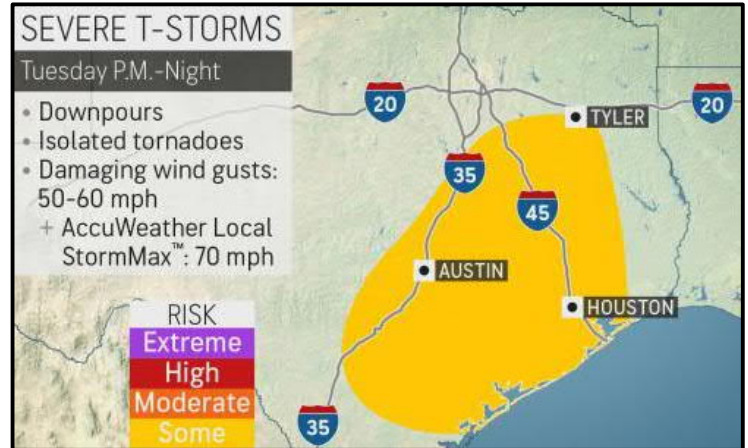 SEVERE T-STORMS
Tuesday P.M.-Night
• Downpours
• Isolated tornadoes
• Damaging wind gusts:
50-60 mph
+ AccuWeather Local
StormMax™: 70 mph
20
20
TYLER
35
45
AUSTIN
HOUSTON
RISK
Extreme
High
Moderate
Some
35